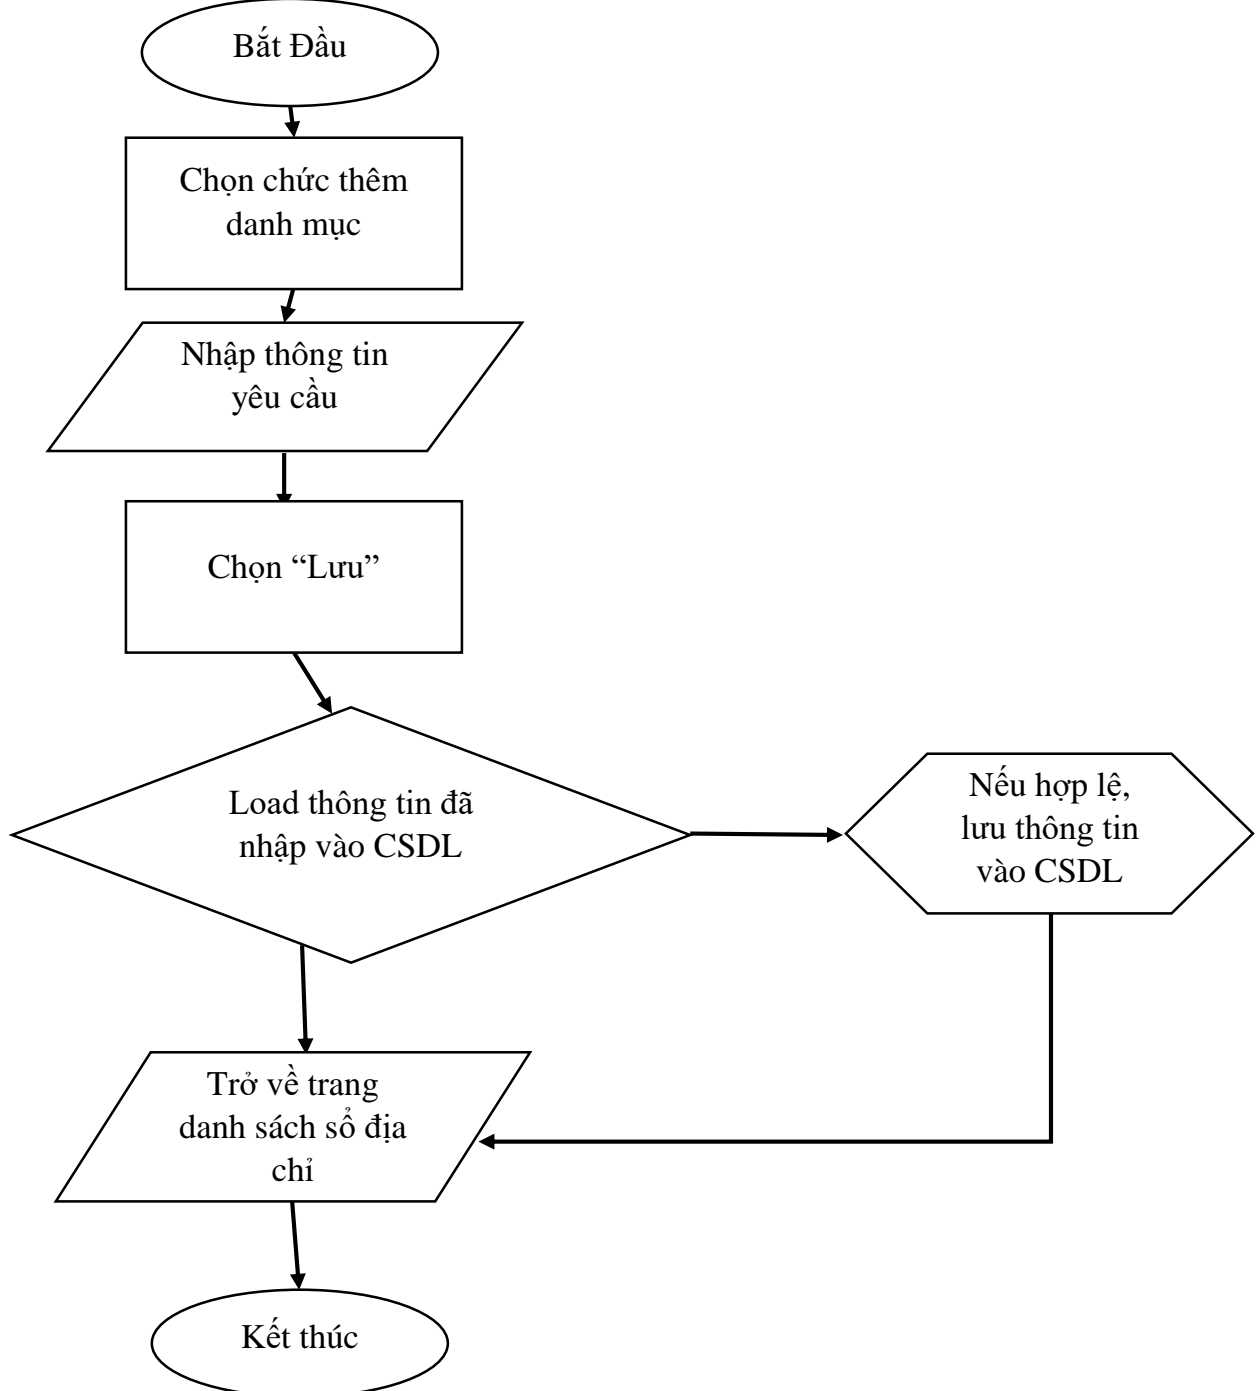 Bắt Đầu
Chọn chức thêm
danh mục
Nhập thông tin
yêu cầu
Chọn “Lưu”
Load thông tin đã
nhập vào CSDL
Nếu hợp lệ,
lưu thông tin
vào CSDL
Trở về trang
danh sách sổ địa
chỉ
Kết thúc